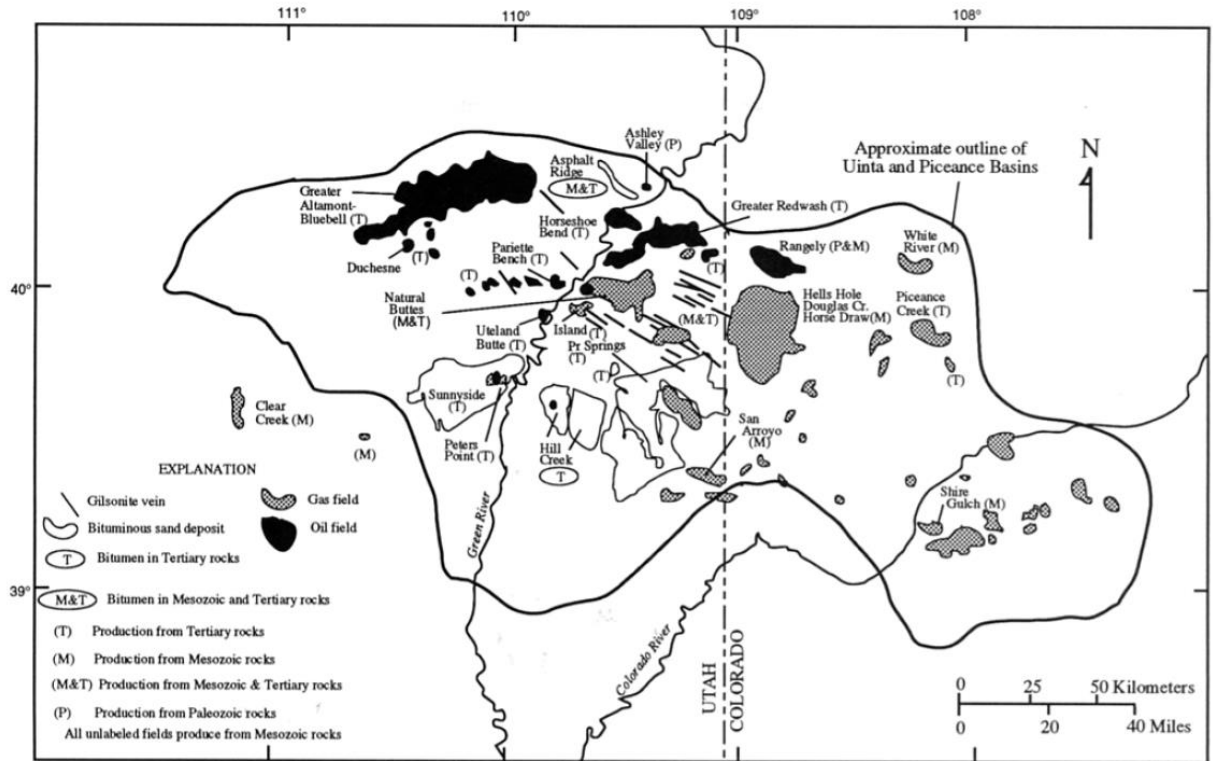 111°
110°
109°
108°
Ashley
Valley (P)
Asphalt
Ridge
M&T
Approximate outline of
Uinta and Piceance Basins
N
Greater
Altamont-
Bluebell (T)
Horseshoe
Bend (T)
Greater Redwash (T)
Duchesne
(T)
Pariette
Bench (T)
(T)
(T)
Rangely (P&M)
White
River (M)
40°
Natural
Buttes
(M&T)
(M&T)
Hells Hole
Douglas Cr.
Horse Draw(M)
Piceance
Creek (T)
Uteland
Butte (T)
Island
(T)
Pr Springs
(T)
(T)
(T)
Sunnyside
(T)
Clear
Creek (M)
(M)
Peters
Point (T)
Hill
Creek
T
San
Arroyo
(M)
Shire
Gulch (M)
EXPLANATION
Gilsonite vein
Gas field
Bituminous sand deposit
Oil field
T Bitumen in Tertiary rocks
39°
M&T Bitumen in Mesozoic and Tertiary rocks
(T) Production from Tertiary rocks
(M) Production from Mesozoic rocks
(M&T) Production from Mesozoic & Tertiary rocks
(P) Production from Paleozoic rocks
All unlabeled fields produce from Mesozoic rocks
Green River
Colorado River
UTAH
COLORADO
0 25 50 Kilometers
0 20 40 Miles